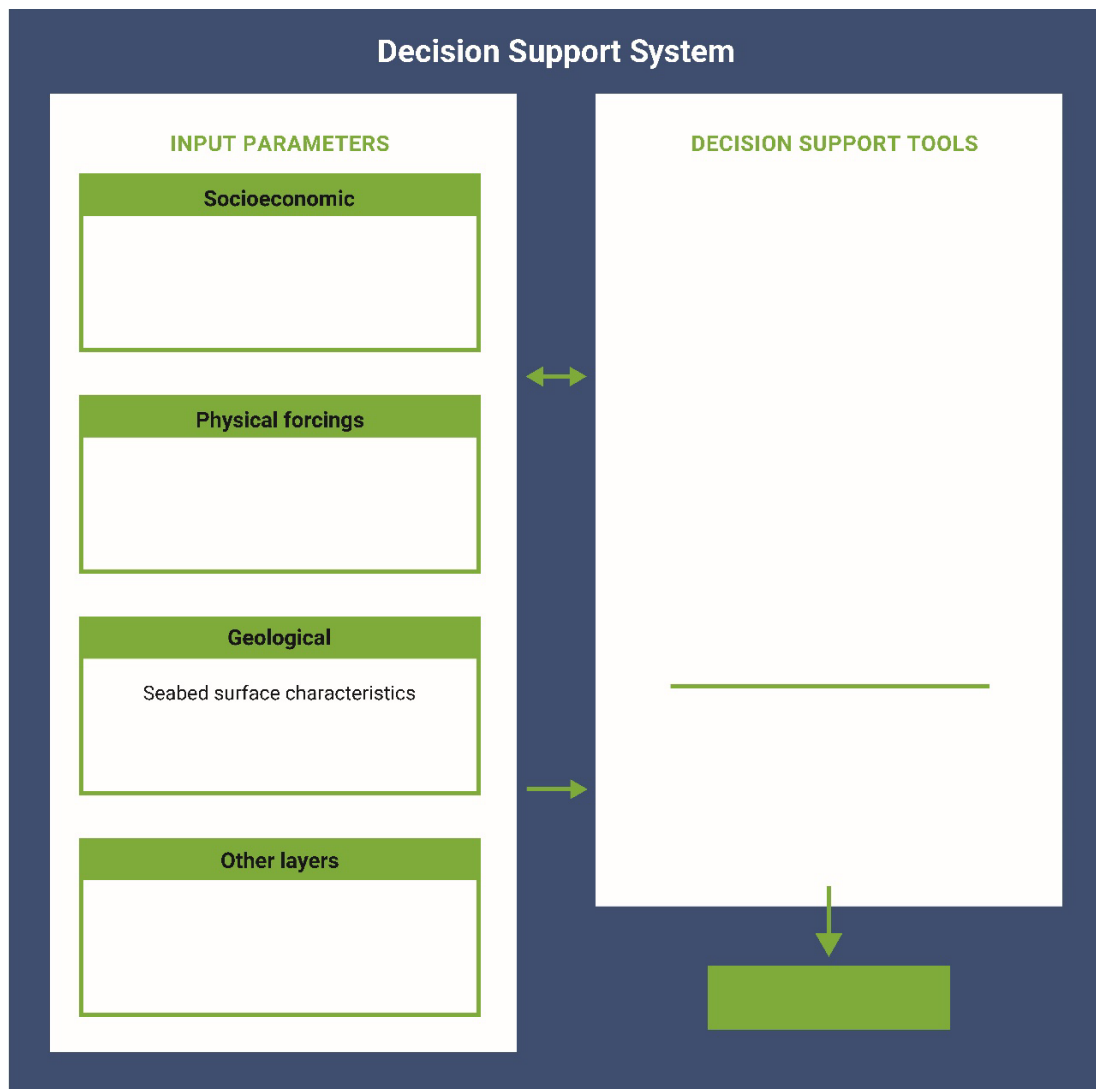 Decision Support System
INPUT PARAMETERS
Socioeconomic
Physical forcings
Geological
Seabed surface characteristics
Other layers
DECISION SUPPORT TOOLS